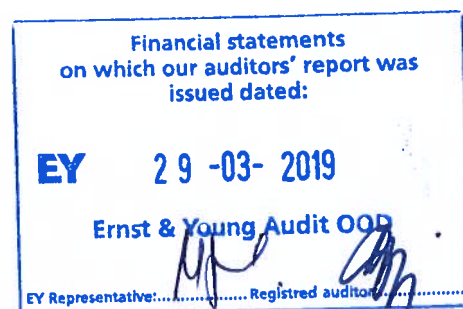 Financial statements
on which our auditors' report was
issued dated:
EY 29 -03- 2019
Ernst & Young Audit OOD
EY Representative:.................... Registred auditor....................